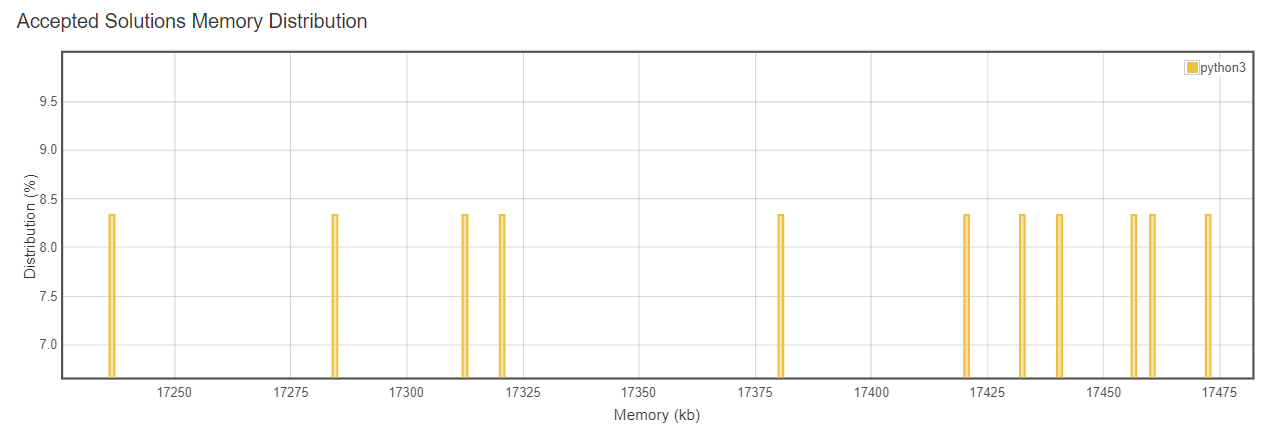 Accepted Solutions Memory Distribution
python3
Distribution (%)
9.5
9.0
8.5
8.0
7.5
7.0
17250 17275 17300 17325 17350 17375 17400 17425 17450 17475
Memory (kb)